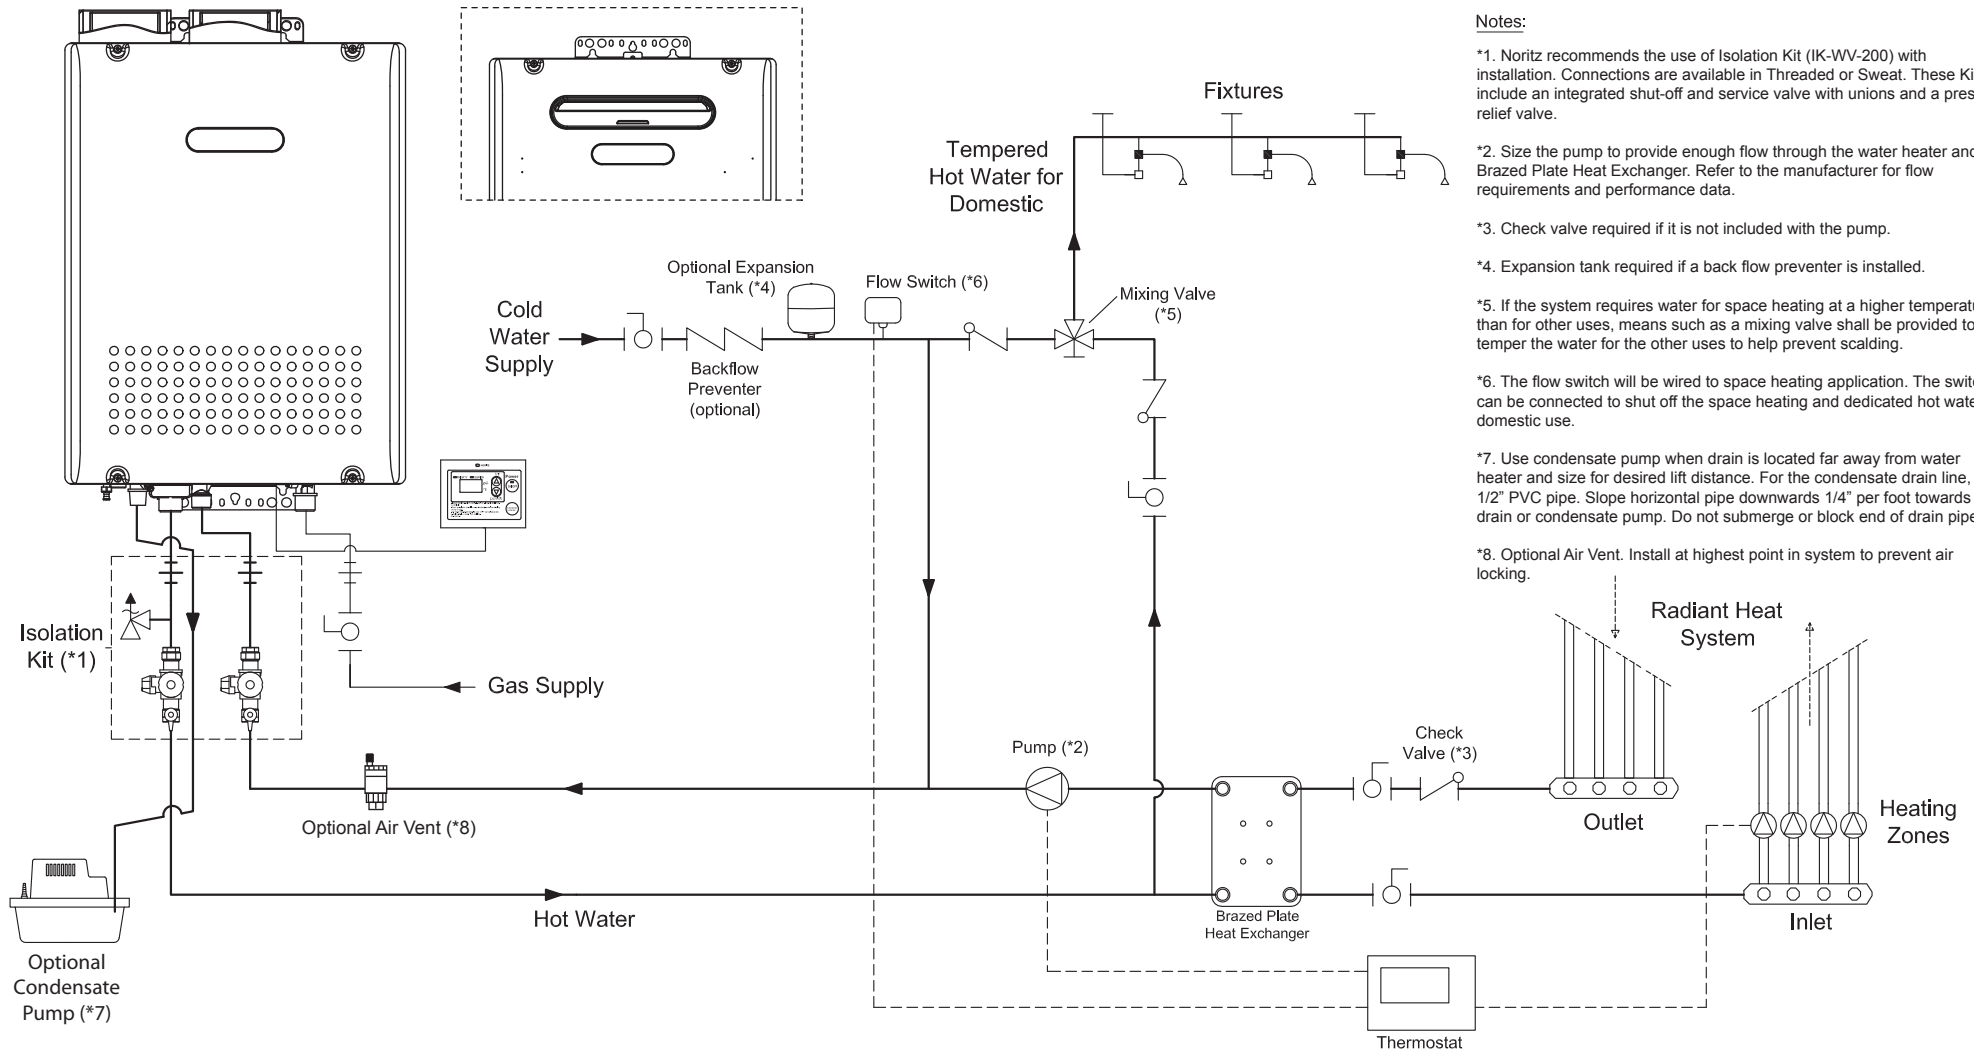 Notes:
*1. Noritz recommends the use of Isolation Kit (IK-WV-200) with
installation. Connections are available in Threaded or Sweat. These Ki
include an integrated shut-off and service valve with unions and a pres
relief valve.
*2. Size the pump to provide enough flow through the water heater and
Brazed Plate Heat Exchanger. Refer to the manufacturer for flow
requirements and performance data.
*3. Check valve required if it is not included with the pump.
*4. Expansion tank required if a back flow preventer is installed.
*5. If the system requires water for space heating at a higher temperatu
than for other uses, means such as a mixing valve shall be provided to
temper the water for the other uses to help prevent scalding.
*6. The flow switch will be wired to space heating application. The swit
can be connected to shut off the space heating and dedicated hot wate
domestic use.
*7. Use condensate pump when drain is located far away from water
heater and size for desired lift distance. For the condensate drain line,
1/2” PVC pipe. Slope horizontal pipe downwards 1/4” per foot towards
drain or condensate pump. Do not submerge or block end of drain pipe
*8. Optional Air Vent. Install at highest point in system to prevent air
locking.
Fixtures
Tempered
Hot Water for
Domestic
Optional Expansion
Tank (*4)
Flow Switch (*6)
Mixing Valve
(*5)
Cold
Water
Supply
Backflow
Preventer
(optional)
Isolation
Kit (*1)
Gas Supply
Radiant Heat
System
Pump (*2)
Check
Valve (*3)
Optional Air Vent (*8)
Outlet
Heating
Zones
Hot Water
Brazed Plate
Heat Exchanger
Inlet
Optional
Condensate
Pump (*7)
Thermostat